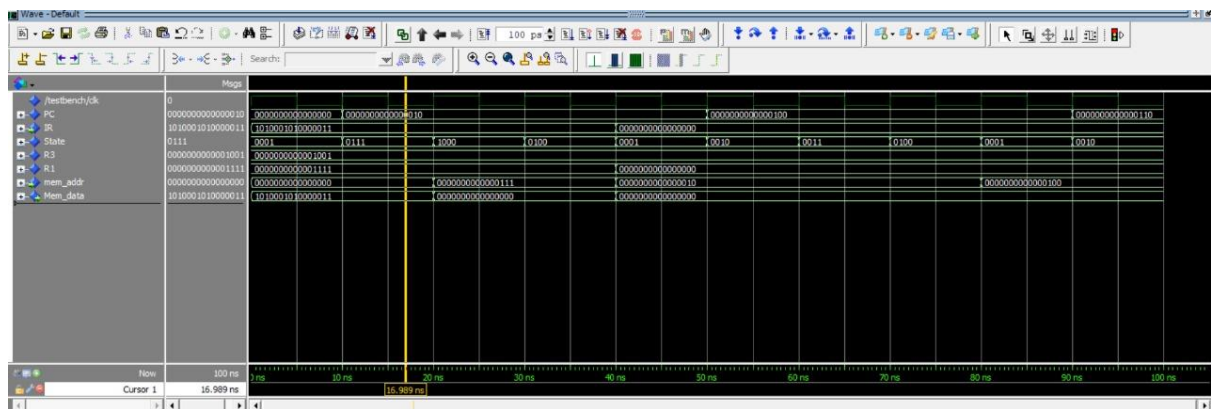 Wave - Default
100 ps
Search:
Msgs
/testbench/clk 0
PC 0000000000000010 0000000000000000 0000000000000010 0000000000000100 0000000000000110
IR 1010001010000011 1010001010000011 0000000000000000
State 0111 0001 0111 1000 0100 0001 0010 0011 0100 0001 0010
R3 0000000000001001 0000000000001001
R1 0000000000001111 0000000000001111 0000000000000000
mem_addr 0000000000000000 0000000000000000 0000000000000111 0000000000000010 0000000000000100
Mem_data 1010001010000011 1010001010000011 0000000000000000 0000000000000000
Now 100 ns 10 ns 20 ns 30 ns 40 ns 50 ns 60 ns 70 ns 80 ns 90 ns 100 ns
Cursor 1 16.989 ns 16.989 ns